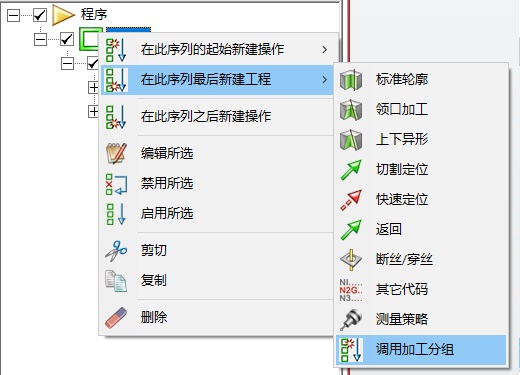 程序
在此序列的起始新建操作
在此序列最后新建工程
在此序列之后新建操作
编辑所选
禁用所选
启用所选
剪切
复制
删除
标准轮廓
领口加工
上下异形
切割定位
快速定位
返回
断丝/穿丝
N1....
N2G...
N3....
其它代码
测量策略
调用加工分组